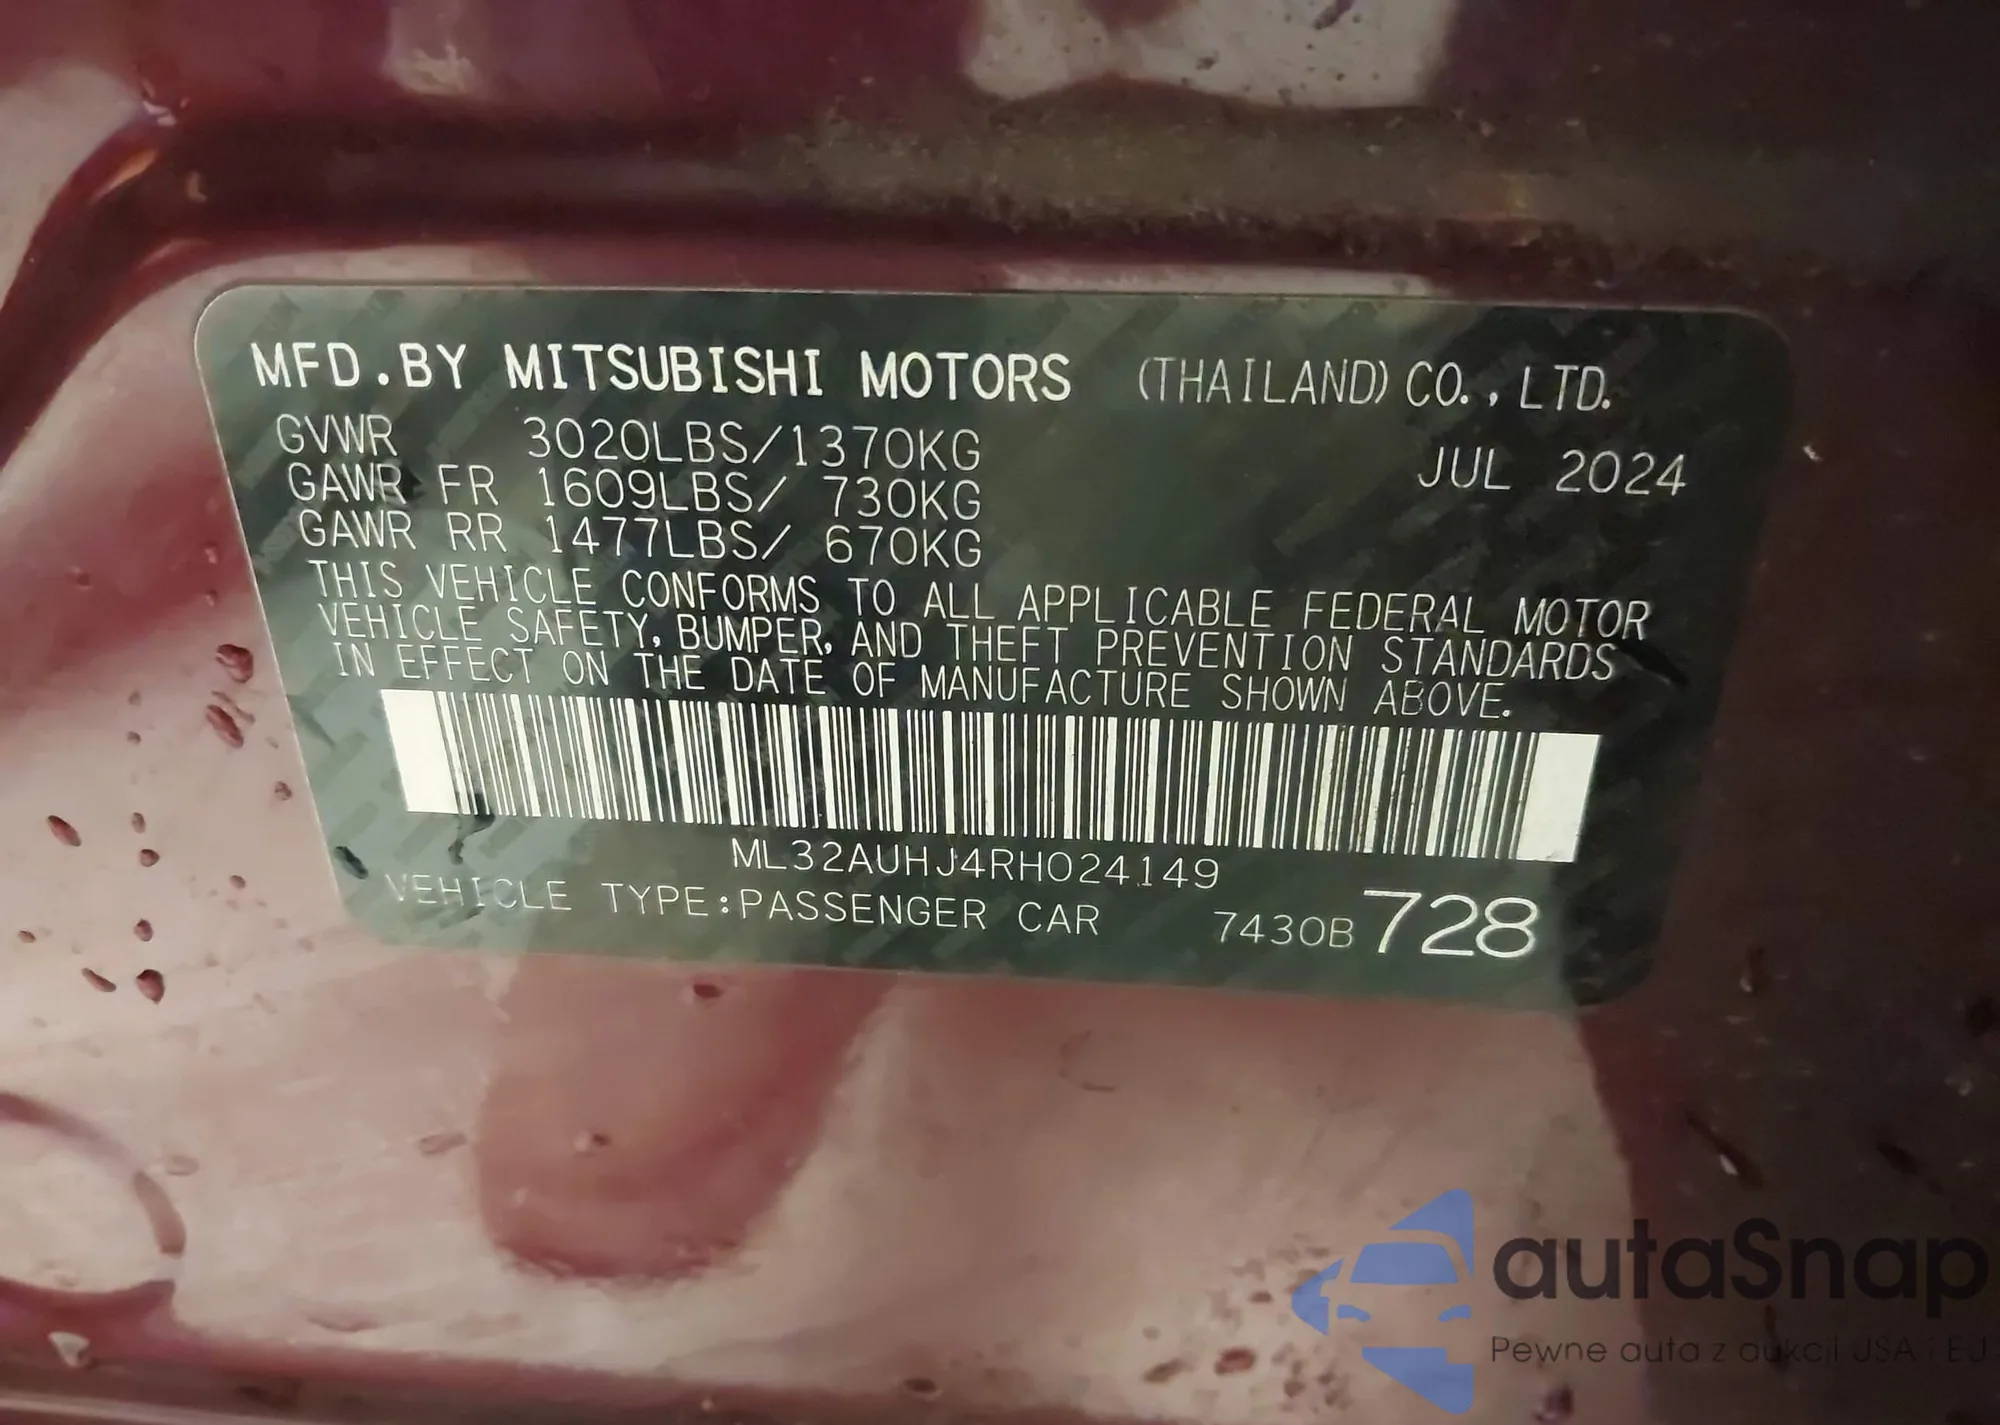 MFD.BY MITSUBISHI MOTORS (THAILAND) CO., LTD.
GVWR 3020LBS/1370KG JUL 2024
GAWR FR 1609LBS/ 730KG
GAWR RR 1477LBS/ 670KG
THIS VEHICLE CONFORMS TO ALL APPLICABLE FEDERAL MOTOR
VEHICLE SAFETY, BUMPER, AND THEFT PREVENTION STANDARDS
IN EFFECT ON THE DATE OF MANUFACTURE SHOWN ABOVE.
ML32AUHJ4RH024149
VEHICLE TYPE:PASSENGER CAR 7430B 728
autaSnap
Pewne auta z aukcji USA i EJ